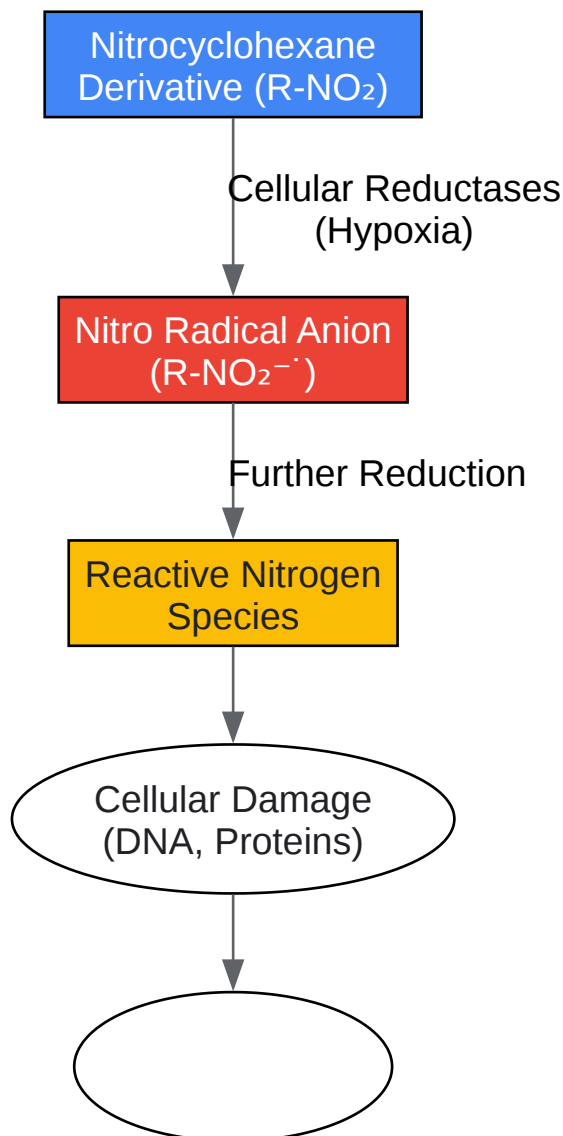 Nitrocyclohexane
Derivative (R-NO₂)
Cellular Reductases
(Hypoxia)
Nitro Radical Anion
(R-NO₂⁻˙)
Further Reduction
Reactive Nitrogen
Species
Cellular Damage
(DNA, Proteins)